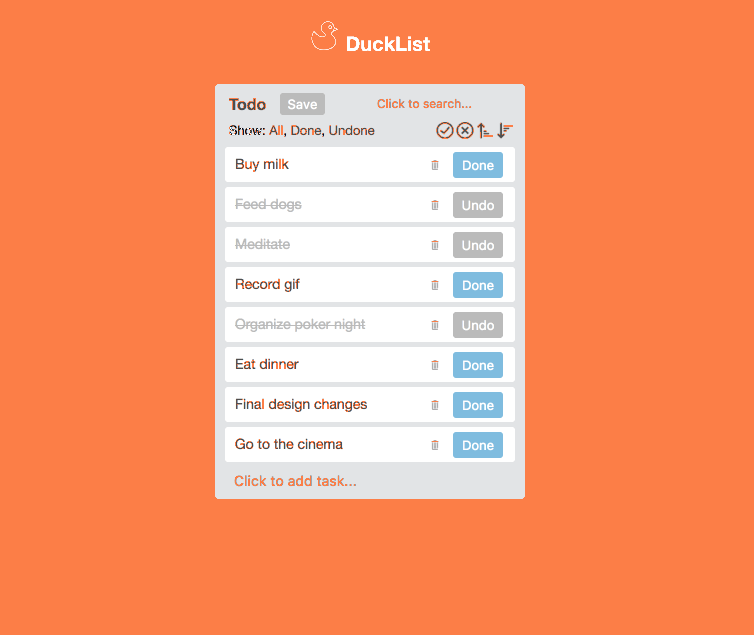 DuckList
Todo Save Click to search...
Show: All, Done, Undone
Buy milk Done
Feed dogs Undo
Meditate Undo
Record gif Done
Organize poker night Undo
Eat dinner Done
Final design changes Done
Go to the cinema Done
Click to add task...